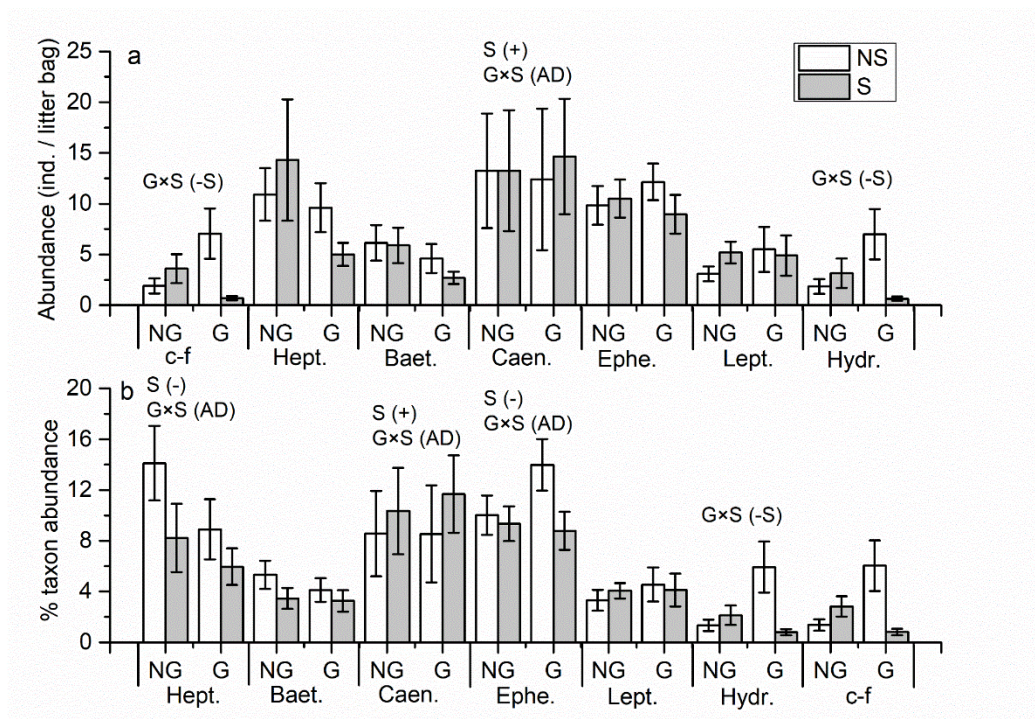 a
S (+)
G×S (AD)
NS
S
G×S (-S)
G×S (-S)
Abundance (ind. / litter bag)
25
20
15
10
5
0
NG G NG G NG G NG G NG G NG G NG G
c-f Hept. Baet. Caen. Ephe. Lept. Hydr.
b
S (-)
G×S (AD)
S (+)
G×S (AD)
S (-)
G×S (AD)
G×S (-S)
% taxon abundance
20
16
12
8
4
0
NG G NG G NG G NG G NG G NG G NG G
Hept. Baet. Caen. Ephe. Lept. Hydr. c-f